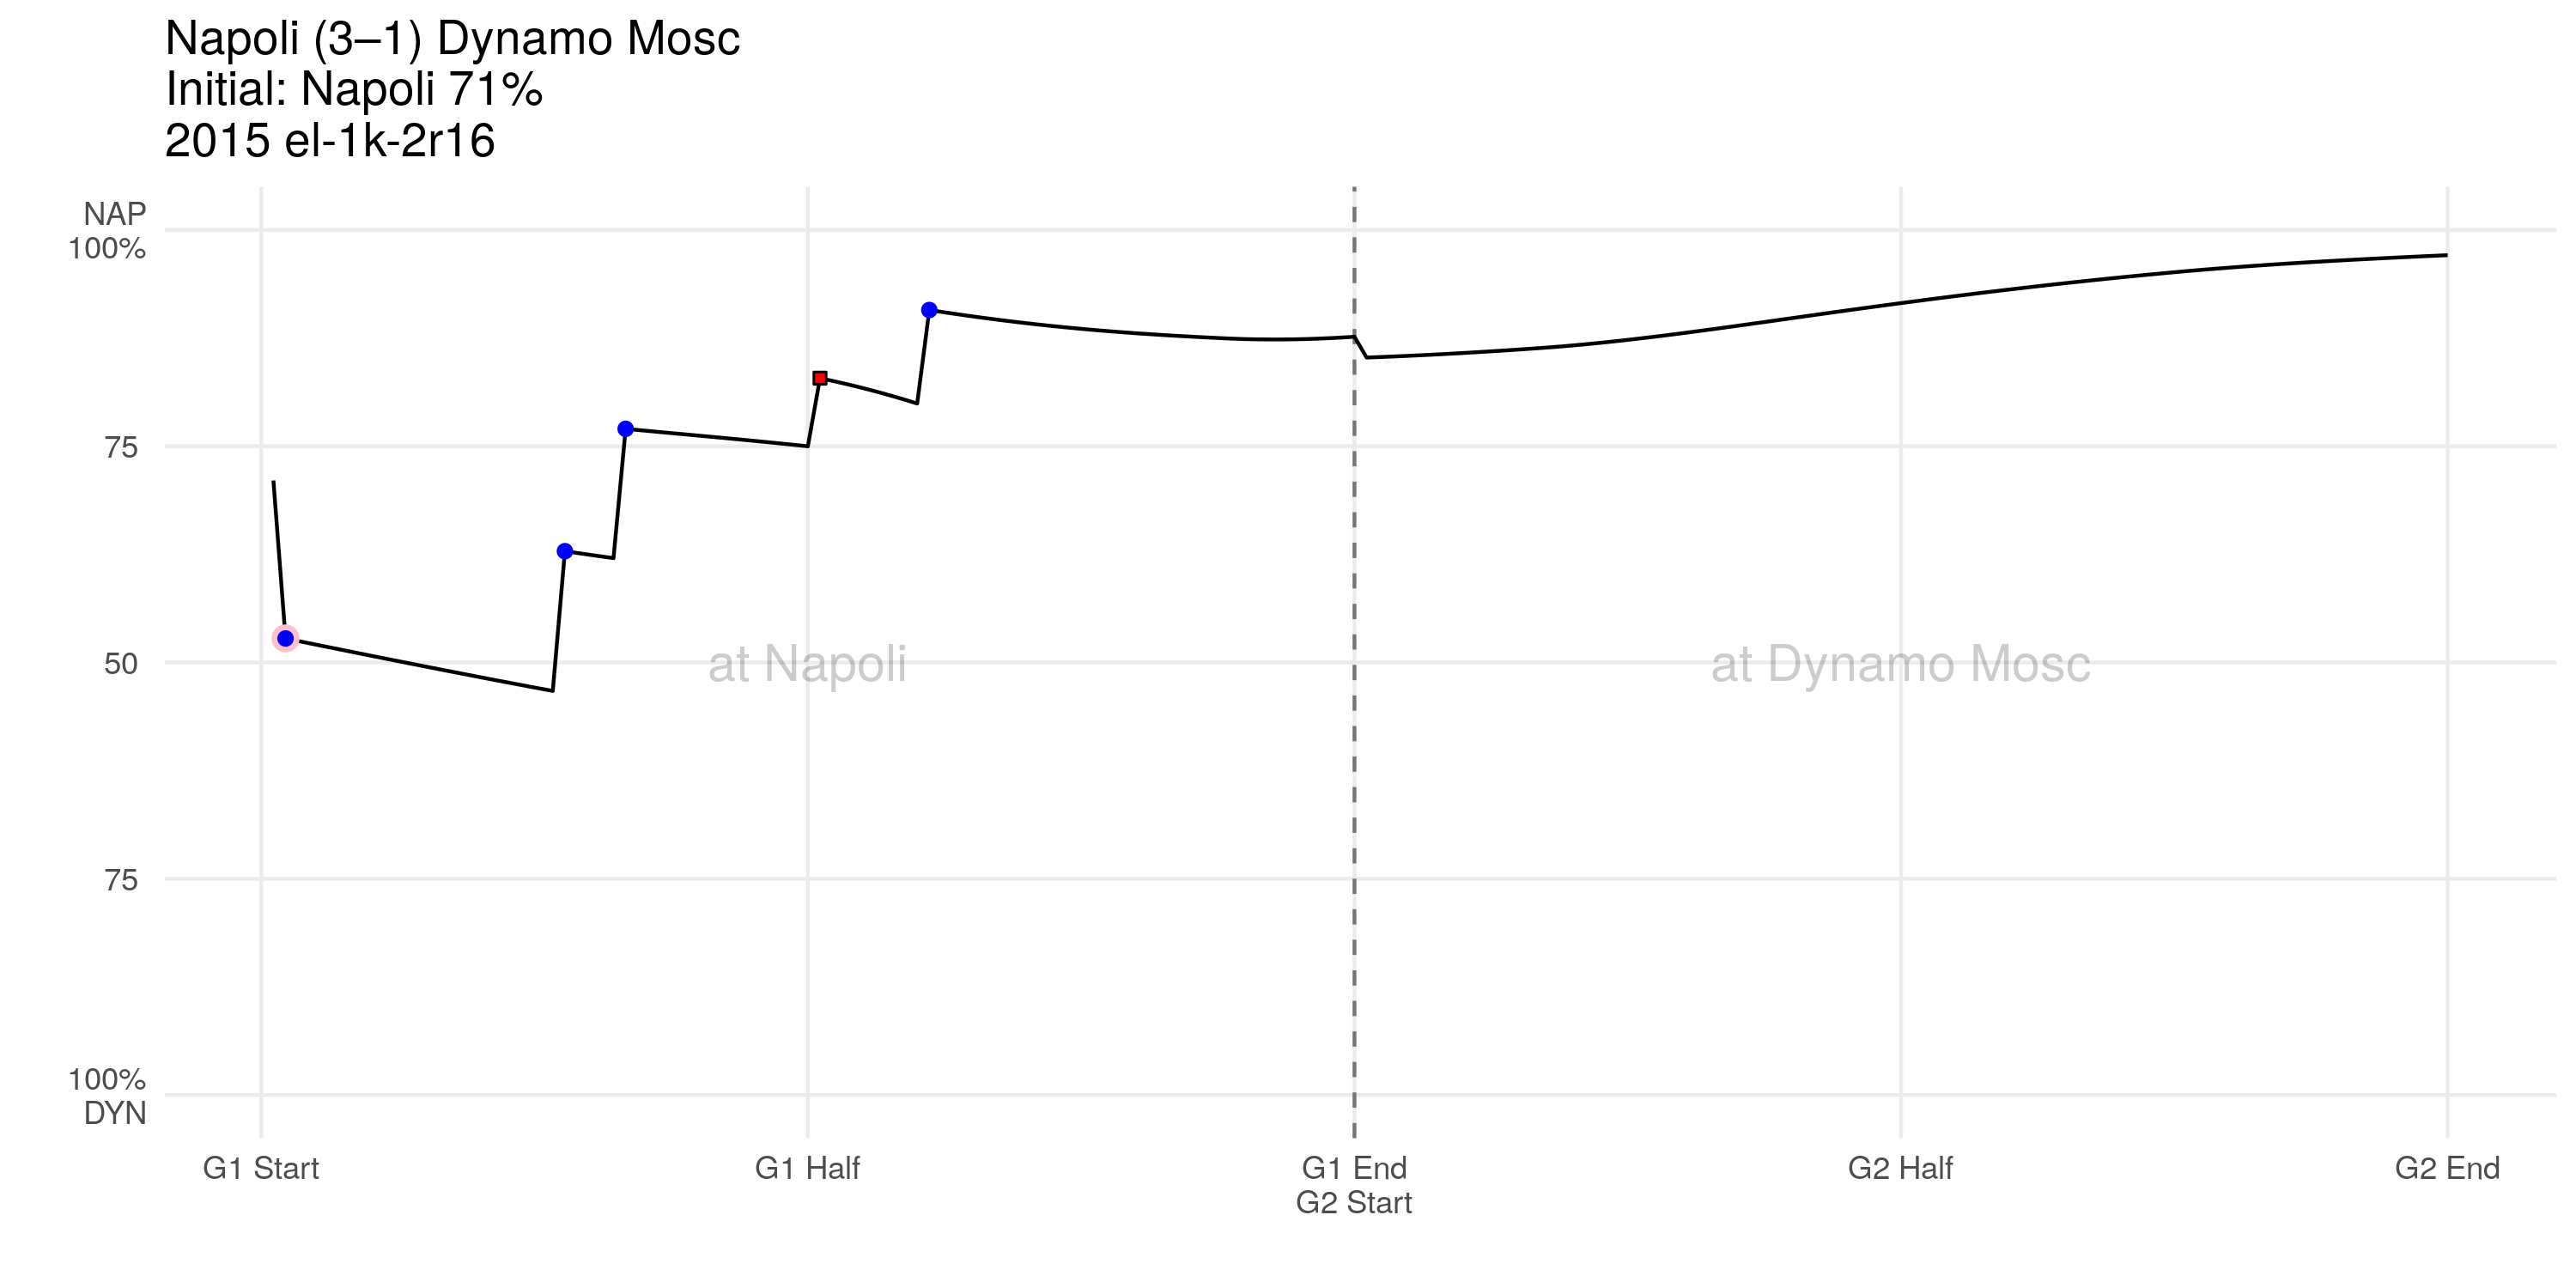 Napoli (3–1) Dynamo Mosc
Initial: Napoli 71%
2015 el-1k-2r16
NAP
100%
75
50
75
100%
DYN
at Napoli
at Dynamo Mosc
G1 Start
G1 Half
G1 End
G2 Start
G2 Half
G2 End